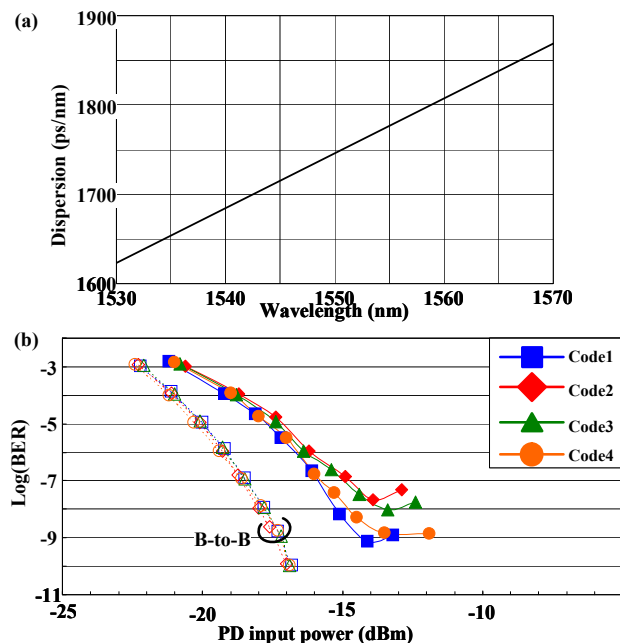 (a)
1900
1800
1700
1600
Dispersion (ps/nm)
1530
1540
1550
1560
1570
Wavelength (nm)
(b)
-3
-5
-7
-9
-11
Log(BER)
Code1
Code2
Code3
Code4
B-to-B
-25
-20
-15
-10
-5
PD input power (dBm)